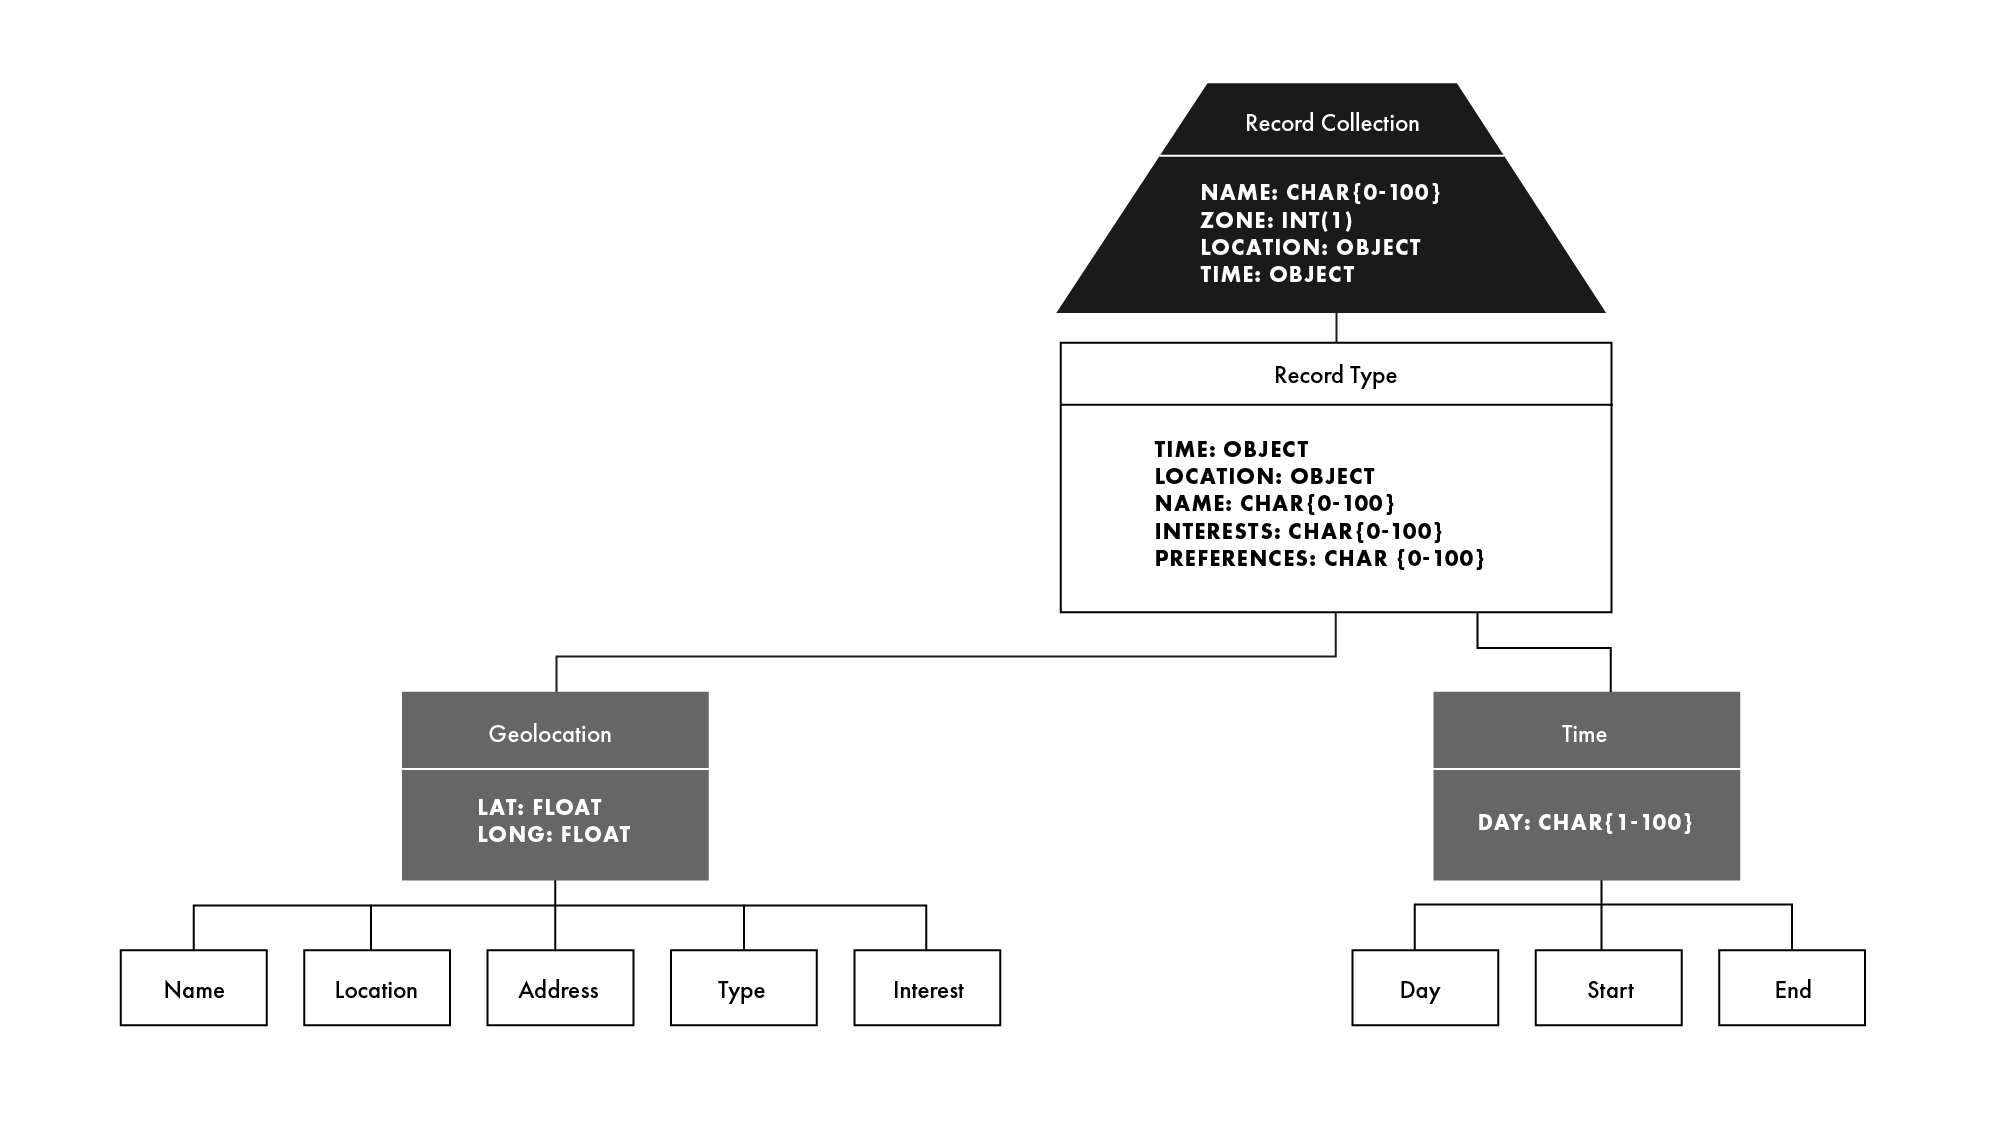 Record Collection
NAME: CHAR{0-100}
ZONE: INT(1)
LOCATION: OBJECT
TIME: OBJECT
Record Type
TIME: OBJECT
LOCATION: OBJECT
NAME: CHAR{0-100}
INTERESTS: CHAR{0-100}
PREFERENCES: CHAR {0-100}
Geolocation
LAT: FLOAT
LONG: FLOAT
Time
DAY: CHAR{1-100}
Name
Location
Address
Type
Interest
Day
Start
End